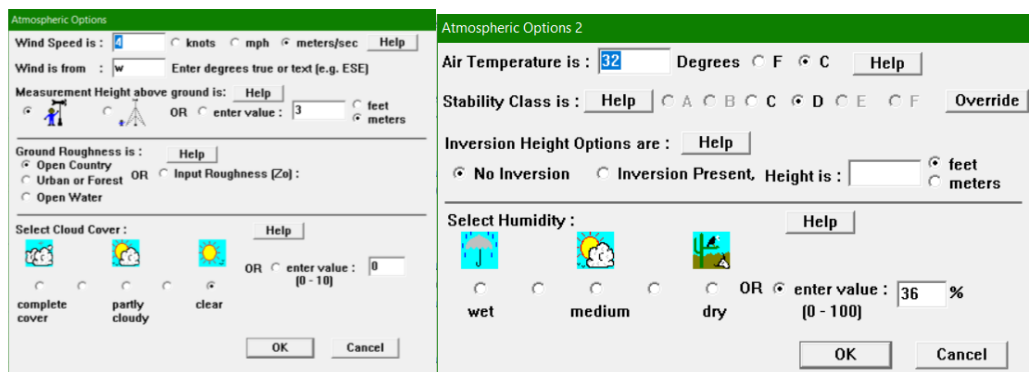 Atmospheric Options
Wind Speed is : 4 knots mph meters/sec Help
Wind is from : w Enter degrees true or text (e.g. ESE)
Measurement Height above ground is: Help
OR enter value : 3 feet
meters
Ground Roughness is : Help
Open Country
Urban or Forest OR Input Roughness (Zo) :
Open Water
Select Cloud Cover : Help
OR enter value : 0
(0 - 10)
complete cover partly cloudy clear
OK Cancel
Atmospheric Options 2
Air Temperature is : 32 Degrees F C Help
Stability Class is : Help A B C D E F Override
Inversion Height Options are : Help
No Inversion Inversion Present, Height is : feet
meters
Select Humidity : Help
OR enter value : 36 %
wet medium dry (0 - 100)
OK Cancel